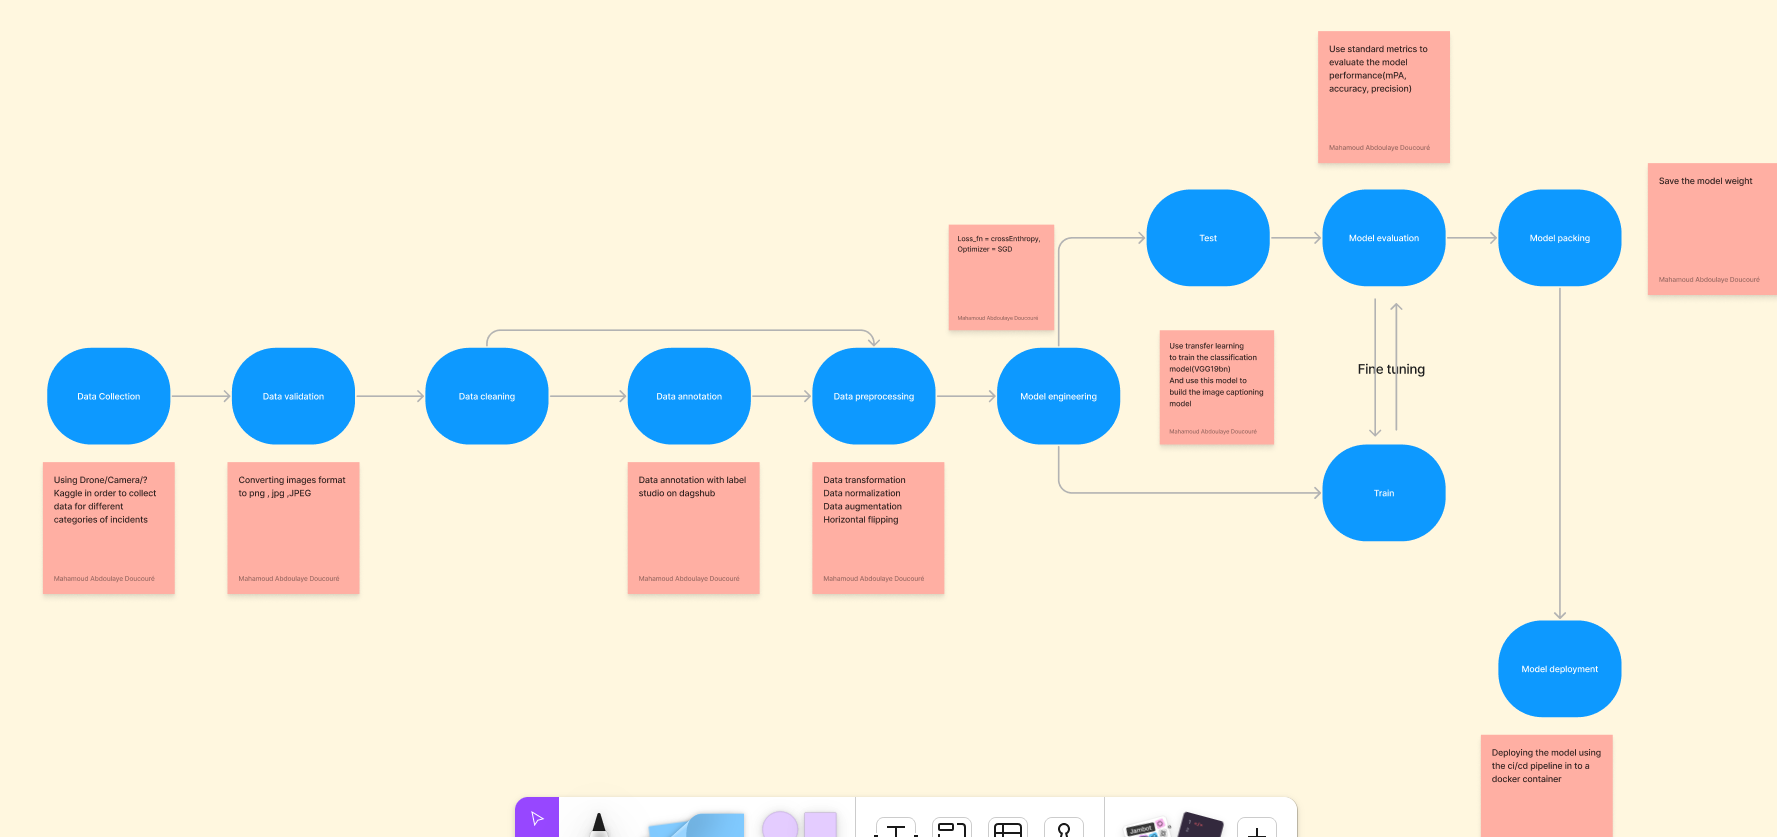 Use standard metrics to
evaluate the model
performance(mPA,
accuracy, precision)
Mahamoud Abdoulaye Doucouré
Save the model weight
Mahamoud Abdoulaye Doucouré
Loss_fn = crossEnthropy,
Optimizer = SGD
Mahamoud Abdoulaye Doucouré
Test
Model evaluation
Model packing
Use transfer learning
to train the classification
model(VGG19bn)
And use this model to
build the image captioning
model
Mahamoud Abdoulaye Doucouré
Fine tuning
Data Collection
Data validation
Data cleaning
Data annotation
Data preprocessing
Model engineering
Train
Using Drone/Camera/?
Kaggle in order to collect
data for different
categories of incidents
Mahamoud Abdoulaye Doucouré
Converting images format
to png , jpg ,JPEG
Mahamoud Abdoulaye Doucouré
Data annotation with label
studio on dagshub
Mahamoud Abdoulaye Doucouré
Data transformation
Data normalization
Data augmentation
Horizontal flipping
Mahamoud Abdoulaye Doucouré
Model deployment
Deploying the model using
the ci/cd pipeline in to a
docker container
Jambot